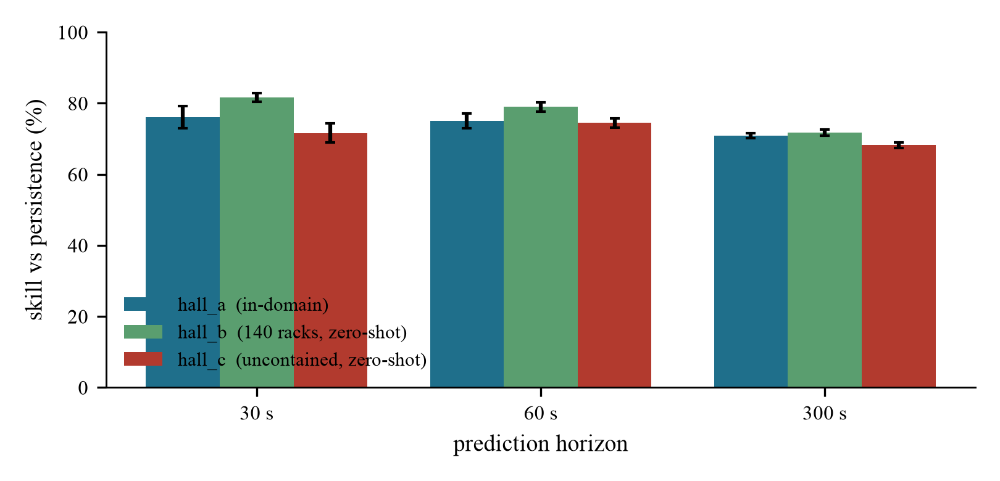 100
80
60
40
20
0
skill vs persistence (%)
hall_a (in-domain)
hall_b (140 racks, zero-shot)
hall_c (uncontained, zero-shot)
30 s
60 s
300 s
prediction horizon